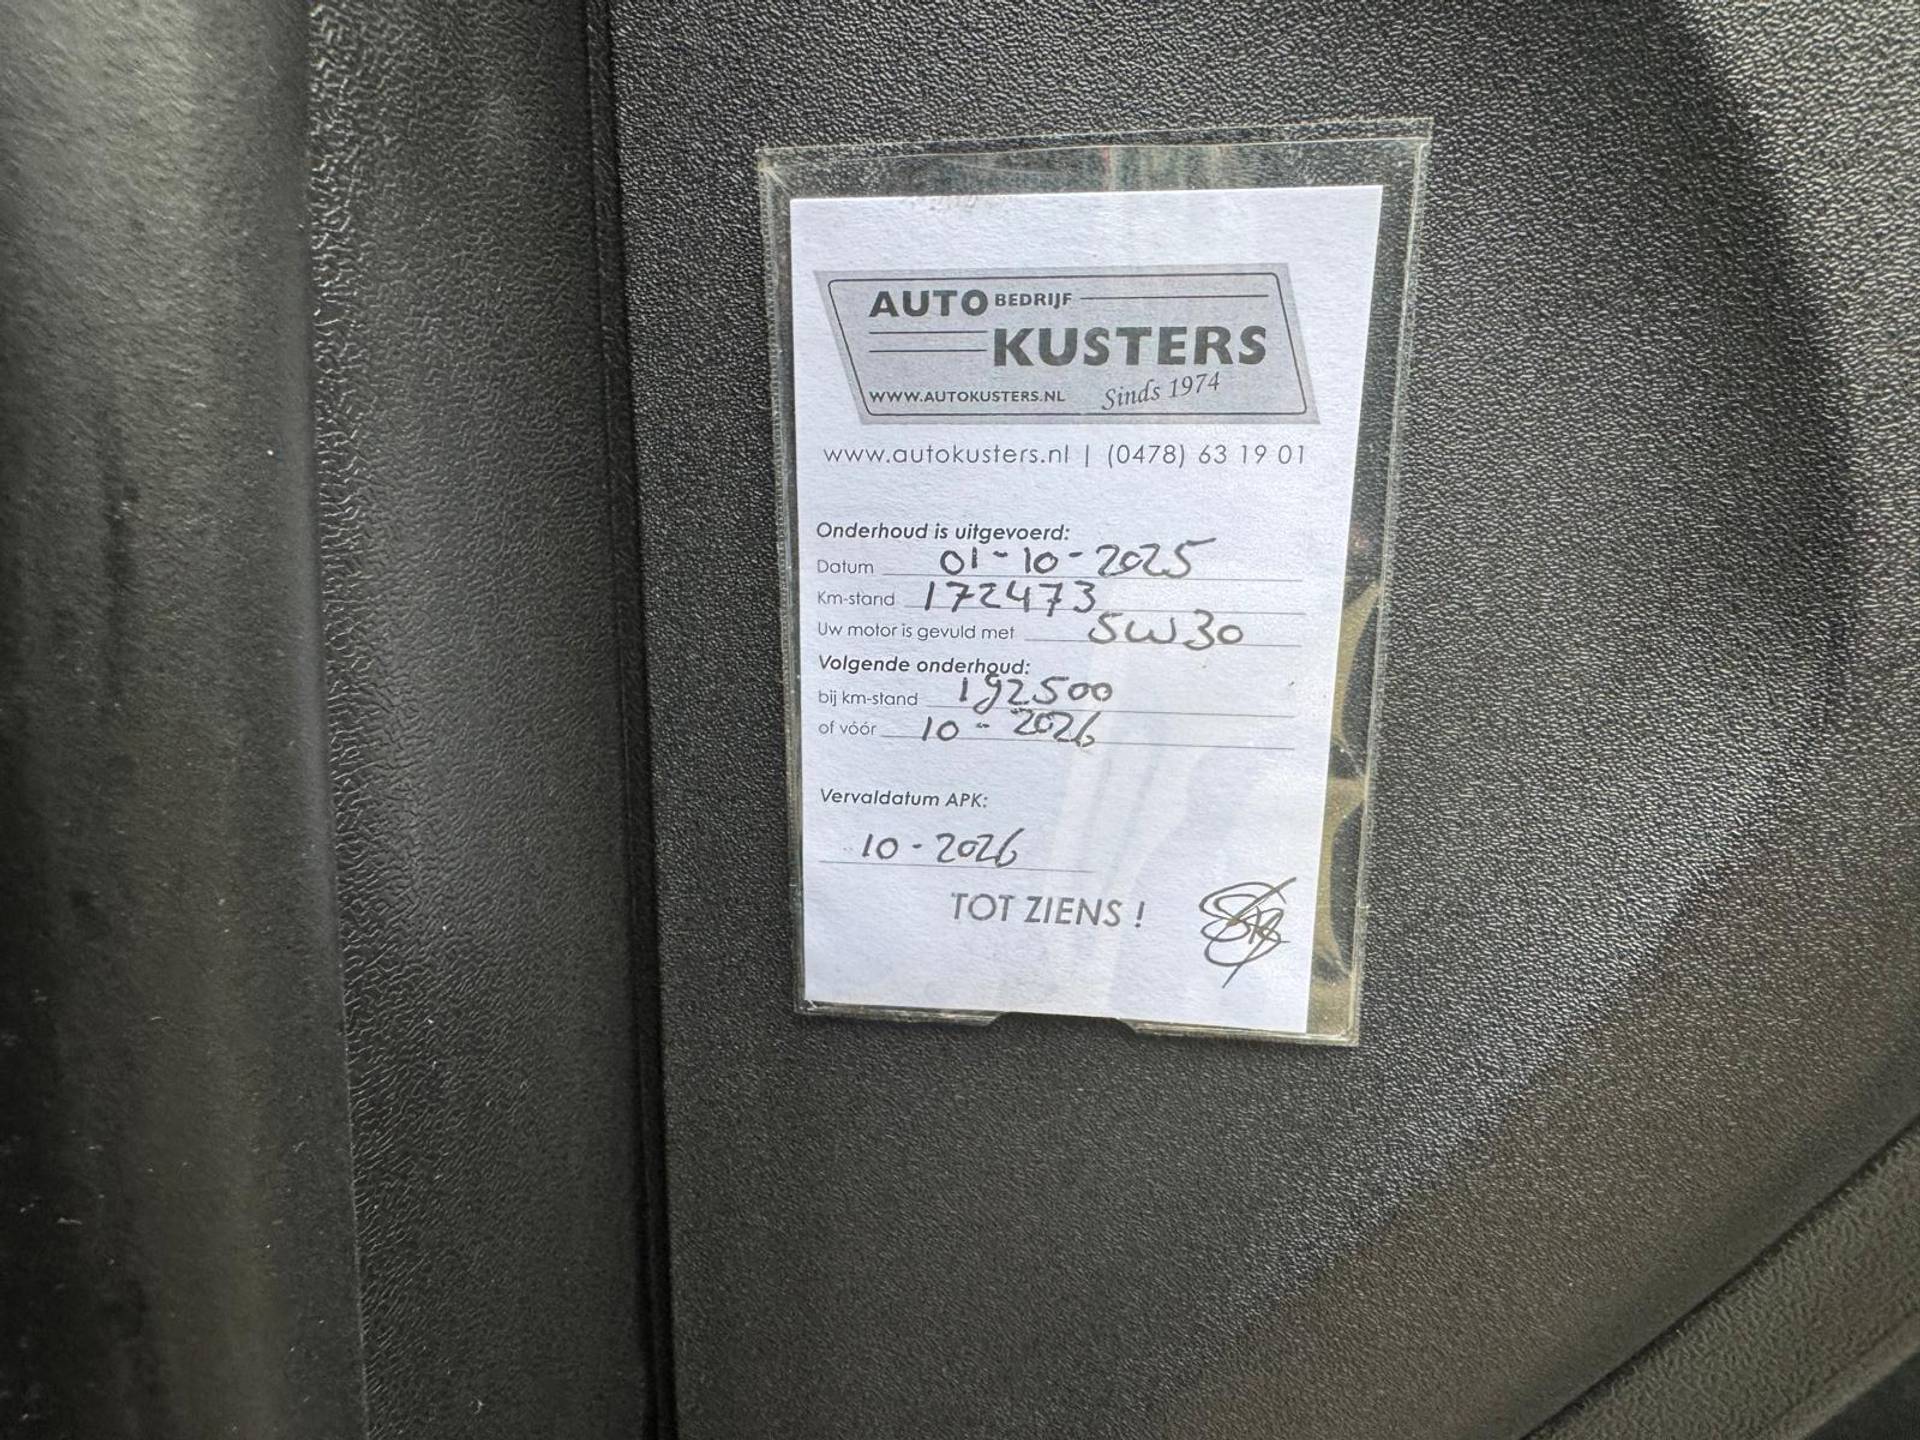 AUTO BEDRIJF
KUSTERS
WWW.AUTOKUSTERS.NL Sinds 1974
www.autokusters.nl | (0478) 63 19 01
Onderhoud is uitgevoerd:
Datum 01-10-2025
Km-stand 172473
Uw motor is gevuld met 5W30
Volgende onderhoud:
bij km-stand 192500
of vóór 10-2026
Vervaldatum APK:
10-2026
TOT ZIENS !